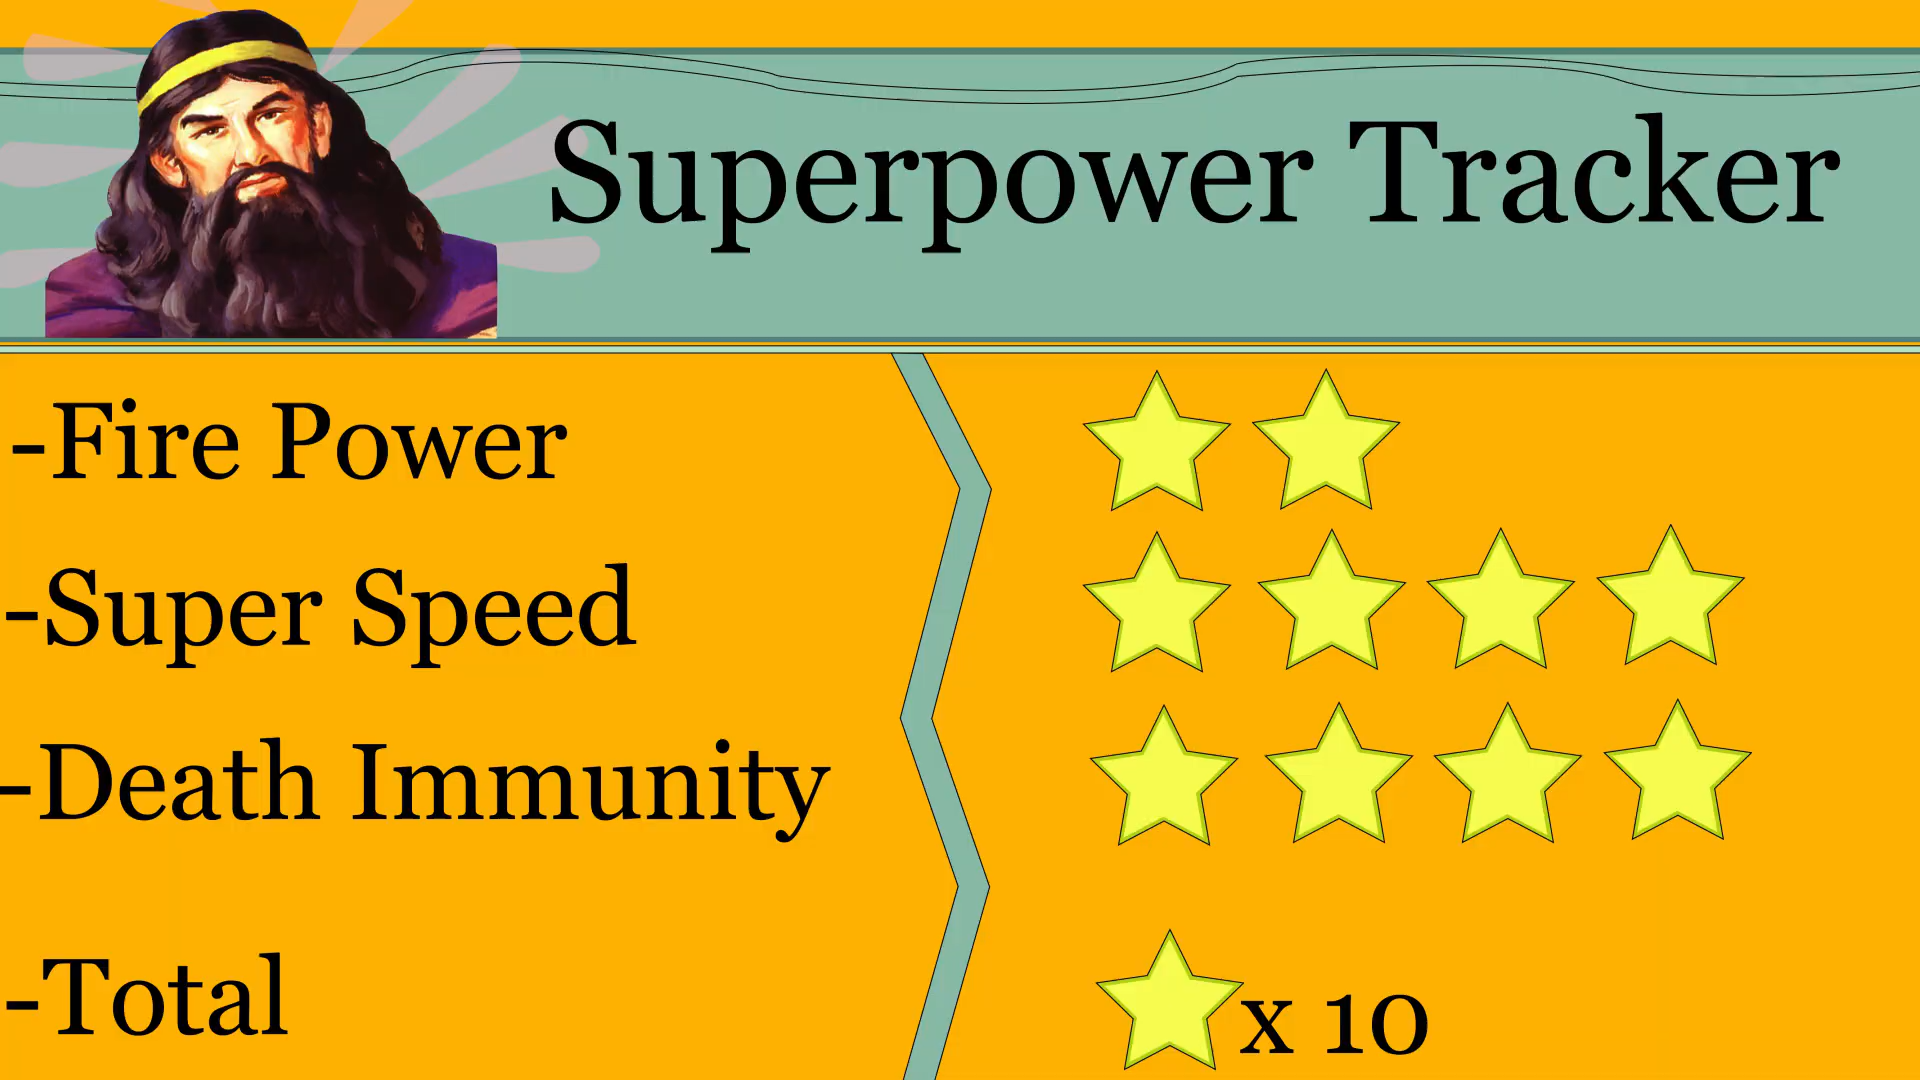 Superpower Tracker
-Fire Power
-Super Speed
-Death Immunity
-Total
x 10